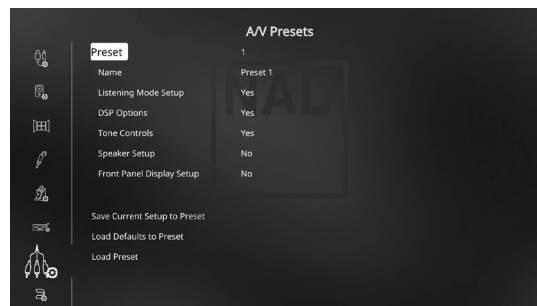 A/V Presets
Preset 1
Name Preset 1
Listening Mode Setup Yes
DSP Options Yes
Tone Controls Yes
Speaker Setup No
Front Panel Display Setup No
Save Current Setup to Preset
Load Defaults to Preset
Load Preset
NAD